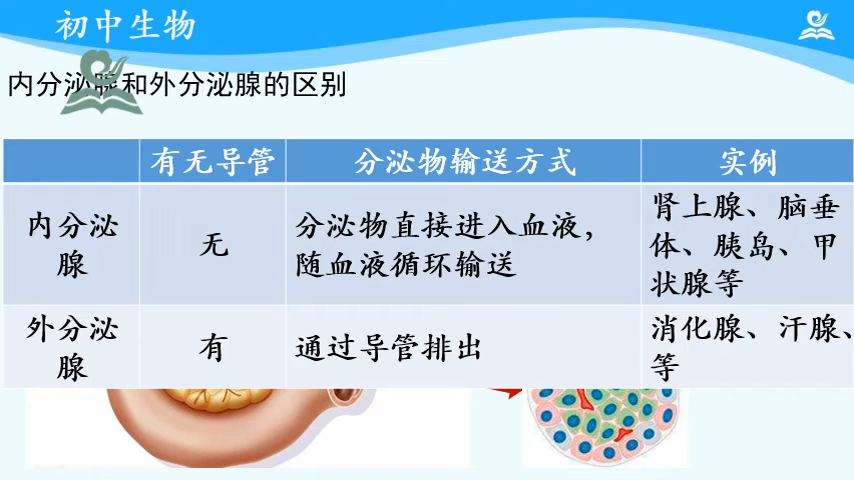 初中生物
内分泌腺和外分泌腺的区别
有无导管 分泌物输送方式 实例
内分泌
腺
无
分泌物直接进入血液，
随血液循环输送
肾上腺、脑垂
体、胰岛、甲
状腺等
外分泌
腺
有
通过导管排出
消化腺、汗腺、
等